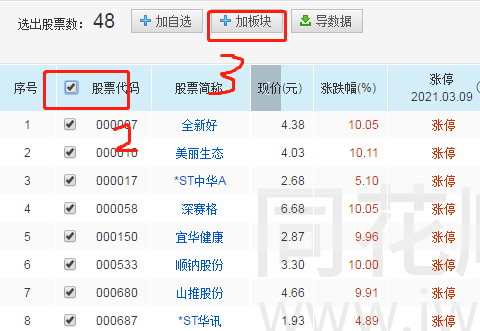 选出股票数: 48 加自选 加板块 导数据
3
序号 股票代码 股票简称 现价(元) 涨跌幅(%) 涨停 2021.03.09
2
1 000007 全新好 4.38 10.05 涨停
2 000010 美丽生态 4.03 10.11 涨停
3 000017 *ST中华A 2.68 5.10 涨停
4 000058 深赛格 6.68 10.05 涨停
5 000150 宜华健康 2.87 9.96 涨停
6 000533 顺钠股份 3.30 10.00 涨停
7 000680 山推股份 4.66 9.91 涨停
8 000687 *ST华讯 1.93 4.89 涨停
同花顺
www.iw